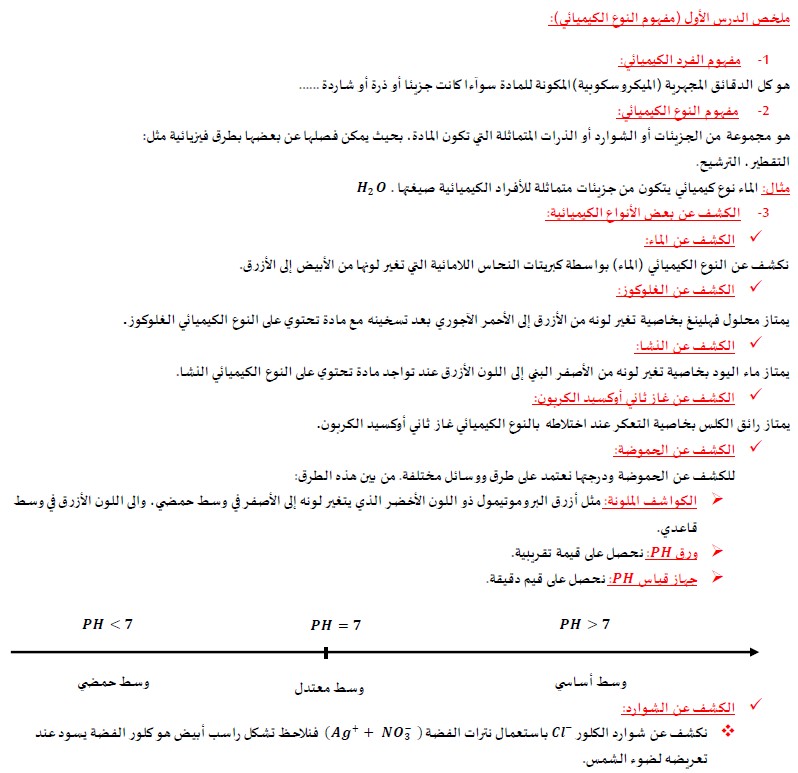 ملخص الدرس الأول (مفهوم النوع الكيميائي):
1- مفهوم الفرد الكيميائي:
هو كل الدقائق المجهرية (الميكروسكوبية) المكونة للمادة سوآءا كانت جزيئا أو ذرة أو شاردة ......
2- مفهوم النوع الكيميائي:
هو مجموعة من الجزيئات أو الشوارد أو الذرات المتماثلة التي تكون المادة. بحيث يمكن فصلها عن بعضها بطرق فيزيائية مثل:
التقطير. الترشيح.
مثال: الماء نوع كيميائي يتكون من جزيئات متماثلة للأفراد الكيميائية صيغتها . H₂O
3- الكشف عن بعض الأنواع الكيميائية:
✓ الكشف عن الماء:
نكشف عن النوع الكيميائي (الماء) بواسطة كبريتات النحاس اللامائية التي تغير لونها من الأبيض إلى الأزرق.
✓ الكشف عن الغلوكوز:
يمتاز محلول فهلينغ بخاصية تغير لونه من الأزرق إلى الأحمر الآجوري بعد تسخينه مع مادة تحتوي على النوع الكيميائي الغلوكوز.
✓ الكشف عن النشا:
يمتاز ماء اليود بخاصية تغير لونه من الأصفر البني إلى اللون الأزرق عند تواجد مادة تحتوي على النوع الكيميائي النشا.
✓ الكشف عن غاز ثاني أوكسيد الكربون:
يمتاز رائق الكلس بخاصية التعكر عند اختلاطه بالنوع الكيميائي غاز ثاني أوكسيد الكربون.
✓ الكشف عن الحموضة:
للكشف عن الحموضة ودرجتها نعتمد على طرق ووسائل مختلفة. من بين هذه الطرق:
➢ الكواشف الملونة: مثل أزرق البروموتيمول ذو اللون الأخضر الذي يتغير لونه إلى الأصفر في وسط حمضي. والى اللون الأزرق في وسط
قاعدي.
➢ ورق PH: نحصل على قيمة تقريبية.
➢ جهاز قياس PH: نحصل على قيم دقيقة.
PH < 7 PH = 7 PH > 7
وسط حمضي وسط معتدل وسط أساسي
✓ الكشف عن الشوارد:
❖ نكشف عن شوارد الكلور Cl⁻ باستعمال نترات الفضة (Ag⁺ + NO₃⁻) فنلاحظ تشكل راسب أبيض هو كلور الفضة يسود عند
تعريضه لضوء الشمس.